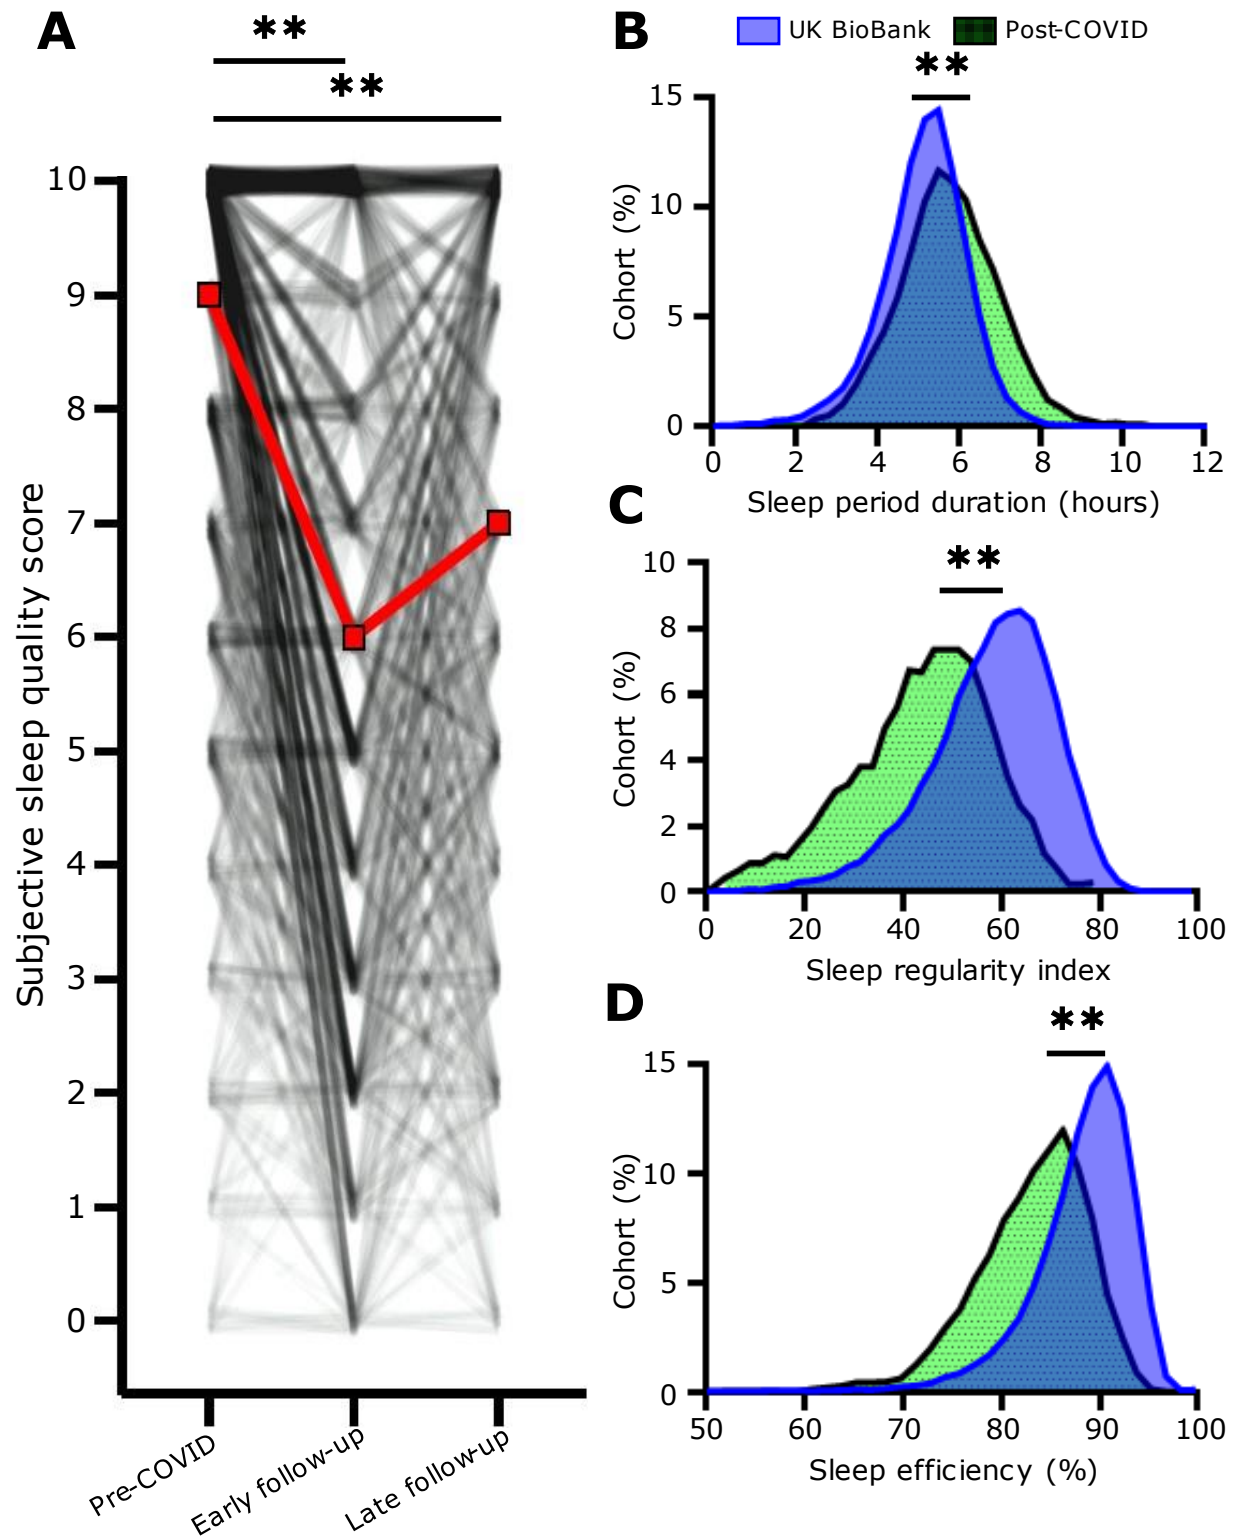 A
**
**
Subjective sleep quality score
10
9
8
7
6
5
4
3
2
1
0
Pre-COVID
Early follow-up
Late follow-up
B
UK BioBank
Post-COVID
**
Cohort (%)
15
10
5
0
0 2 4 6 8 10 12
Sleep period duration (hours)
C
**
Cohort (%)
10
8
6
4
2
0
0 20 40 60 80 100
Sleep regularity index
D
**
Cohort (%)
15
10
5
0
50 60 70 80 90 100
Sleep efficiency (%)